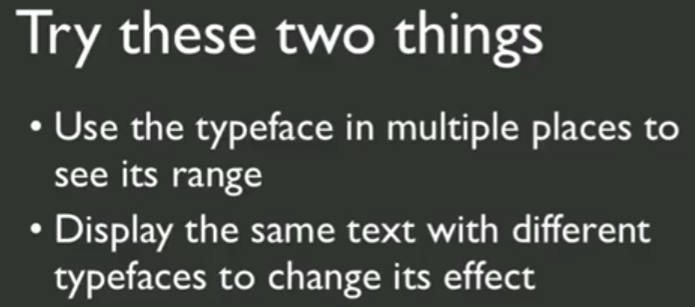 Try these two things
• Use the typeface in multiple places to
see its range
• Display the same text with different
typefaces to change its effect